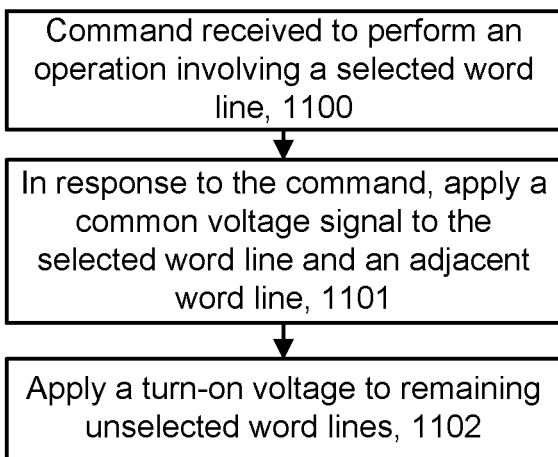 Command received to perform an
operation involving a selected word
line, 1100
In response to the command, apply a
common voltage signal to the
selected word line and an adjacent
word line, 1101
Apply a turn-on voltage to remaining
unselected word lines, 1102